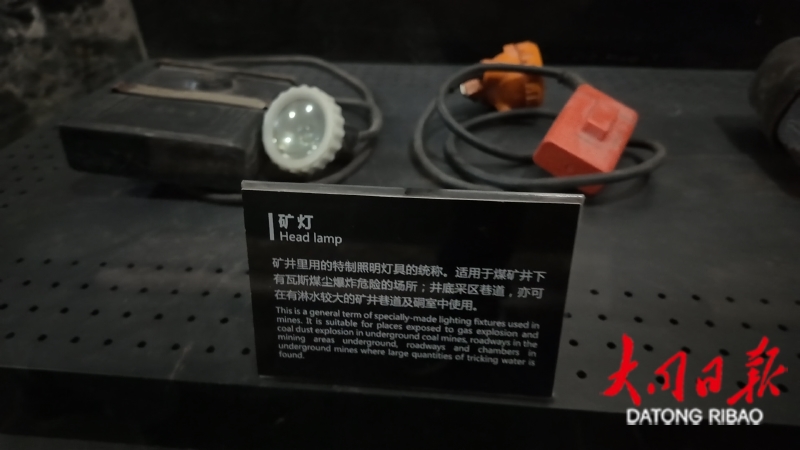 矿灯
Head lamp
矿井里用的特制照明灯具的统称。适用于煤矿井下
有瓦斯煤尘爆炸危险的场所；井底采区巷道，亦可
在有淋水较大的矿井巷道及硐室中使用。
This is a general term of specially-made lighting fixtures used in
mines. It is suitable for places exposed to gas explosion and
coal dust explosion in underground coal mines, roadways in the
mining areas underground, roadways and chambers in
underground mines where large quantities of tricking water is
found.
大同日报
DATONG RIBAO